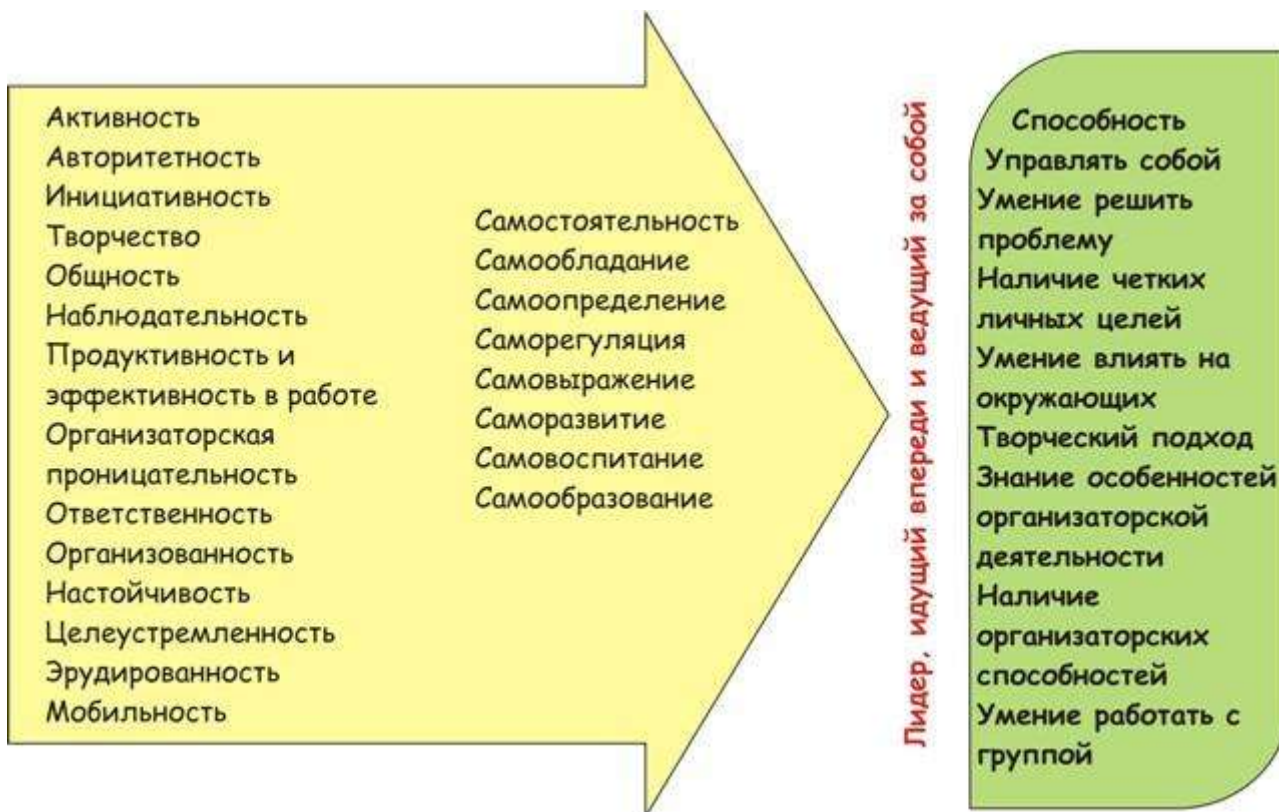 Активность
Авторитетность
Инициативность
Творчество
Общность
Наблюдательность
Продуктивность и
эффективность в работе
Организаторская
проницательность
Ответственность
Организованность
Настойчивость
Целеустремленность
Эрудированность
Мобильность
Самостоятельность
Самообладание
Самоопределение
Саморегуляция
Самовыражение
Саморазвитие
Самовоспитание
Самообразование
Лидер, идущий впереди и ведущий за собой
Способность
Управлять собой
Умение решить
проблему
Наличие четких
личных целей
Умение влиять на
окружающих
Творческий подход
Знание особенностей
организаторской
деятельности
Наличие
организаторских
способностей
Умение работать с
группой